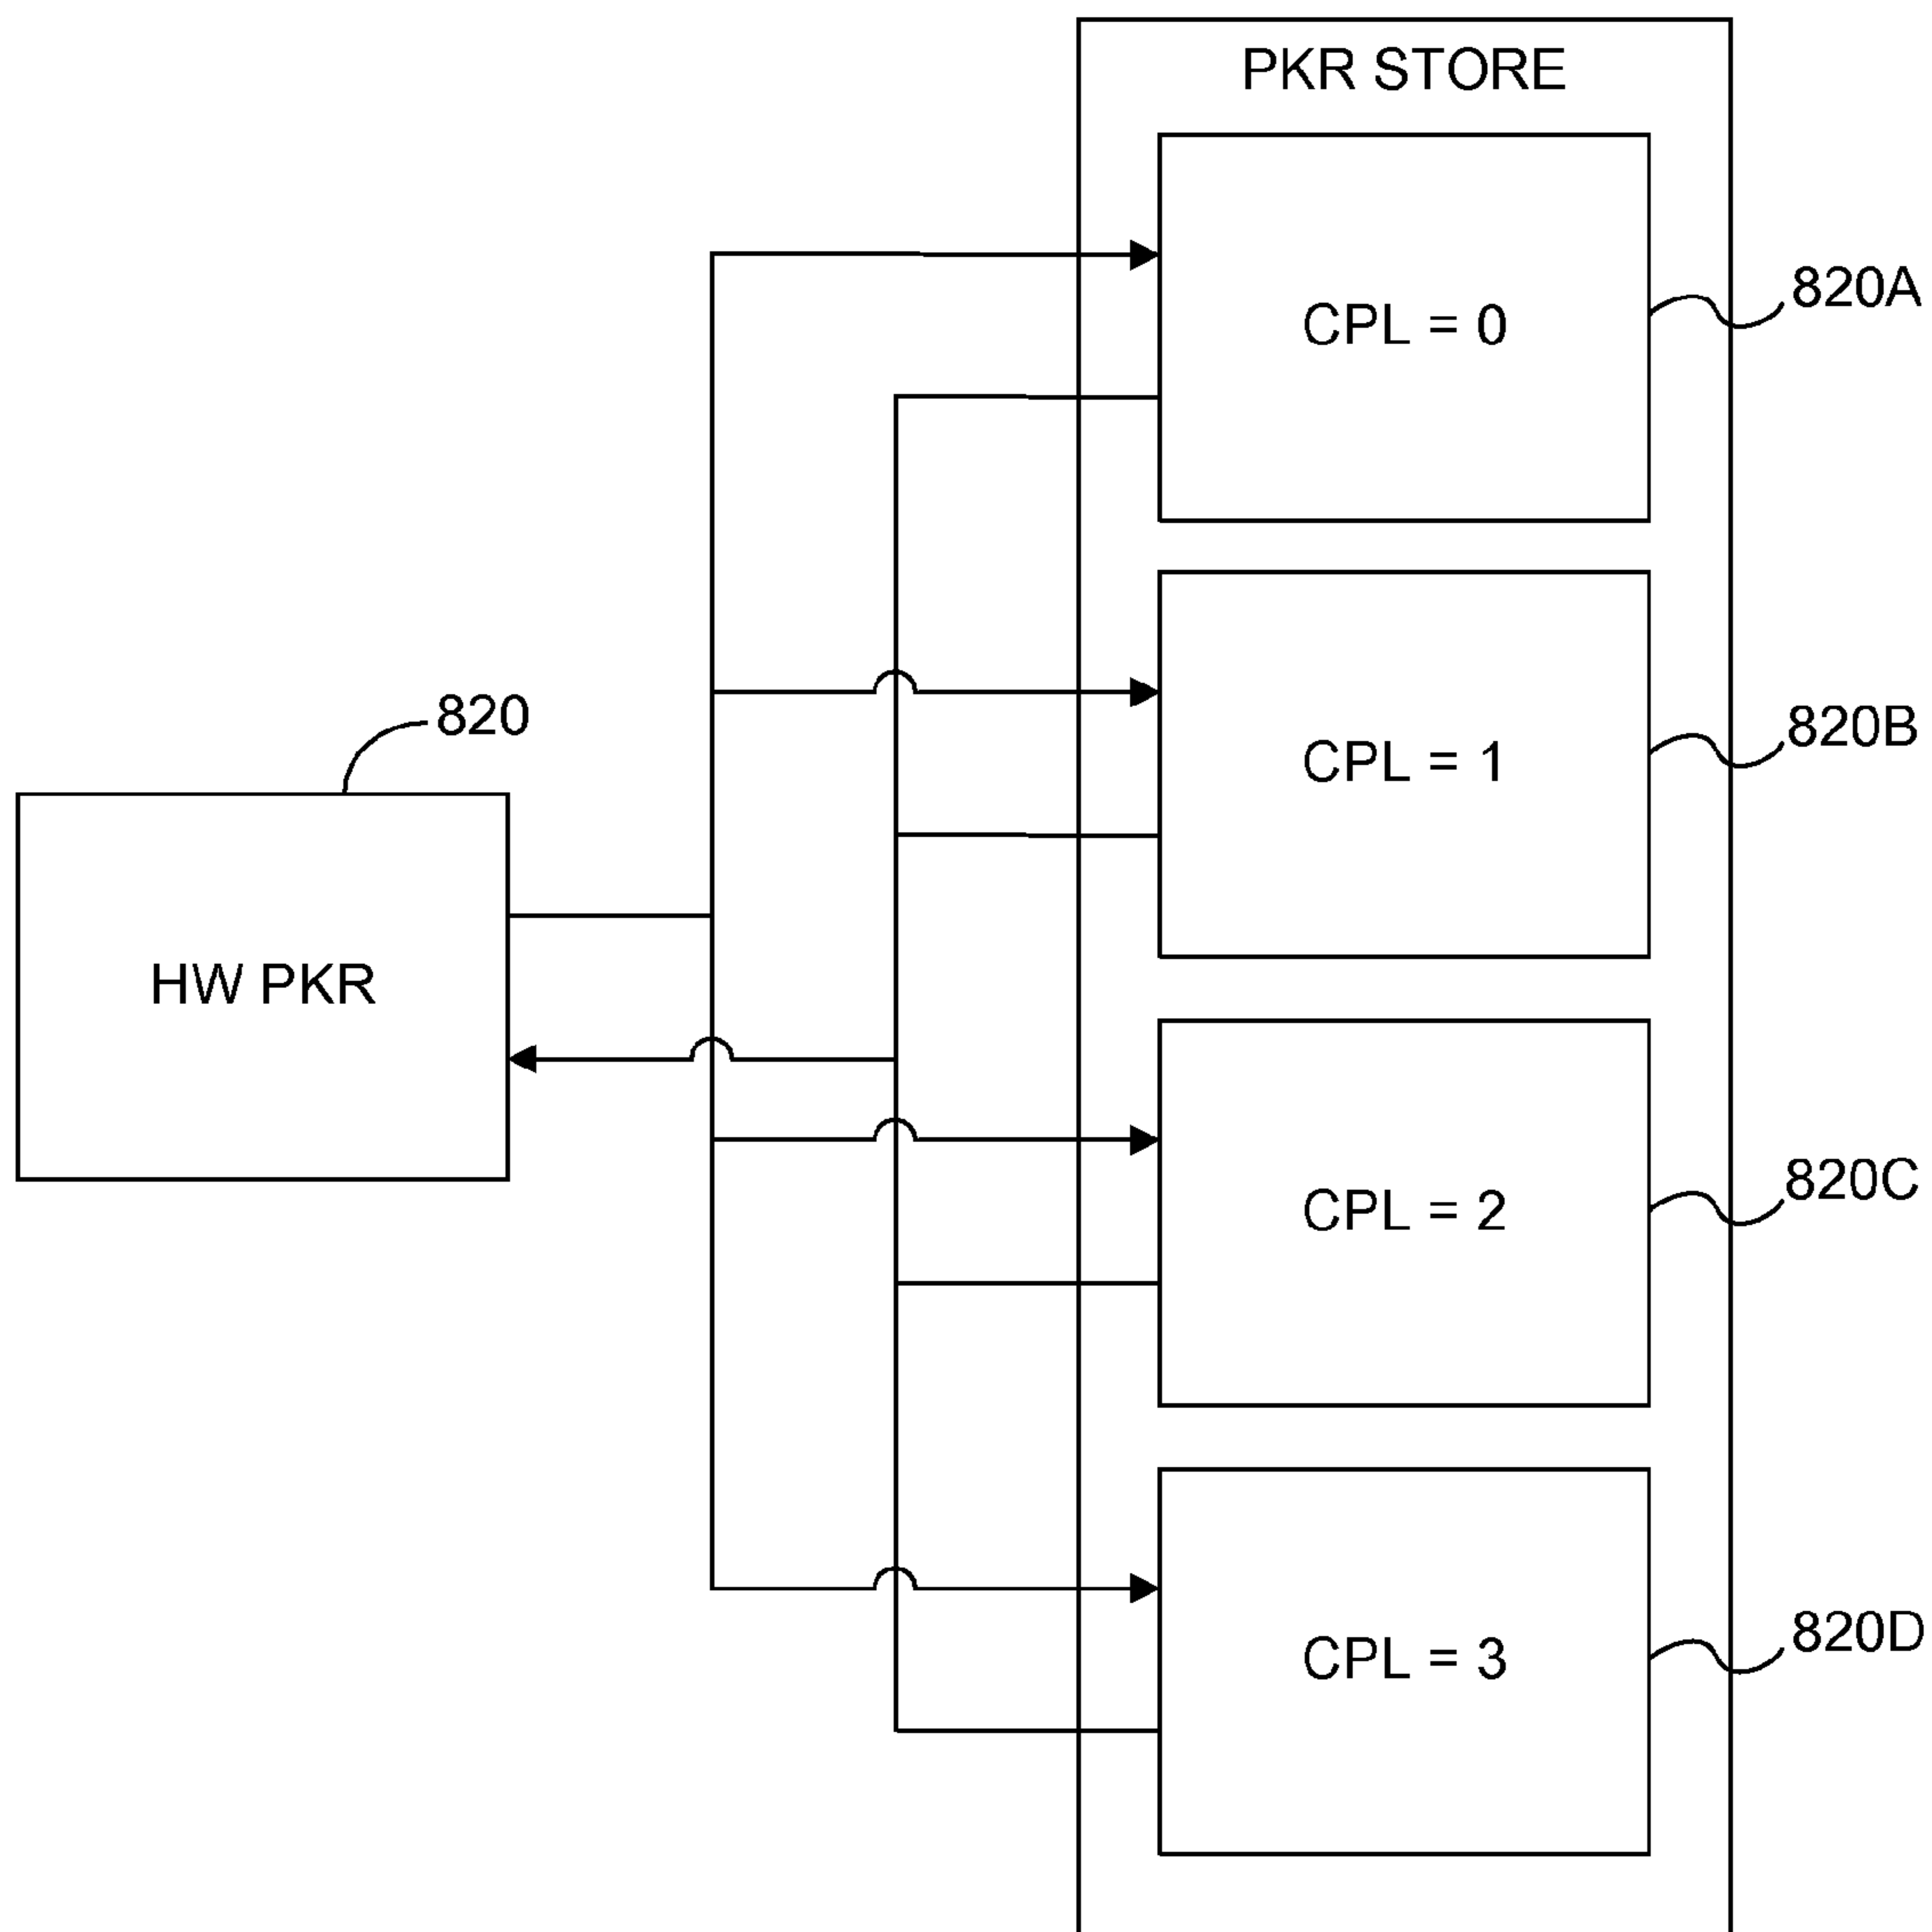 PKR STORE
CPL = 0
820A
820
CPL = 1
820B
HW PKR
CPL = 2
820C
CPL = 3
820D